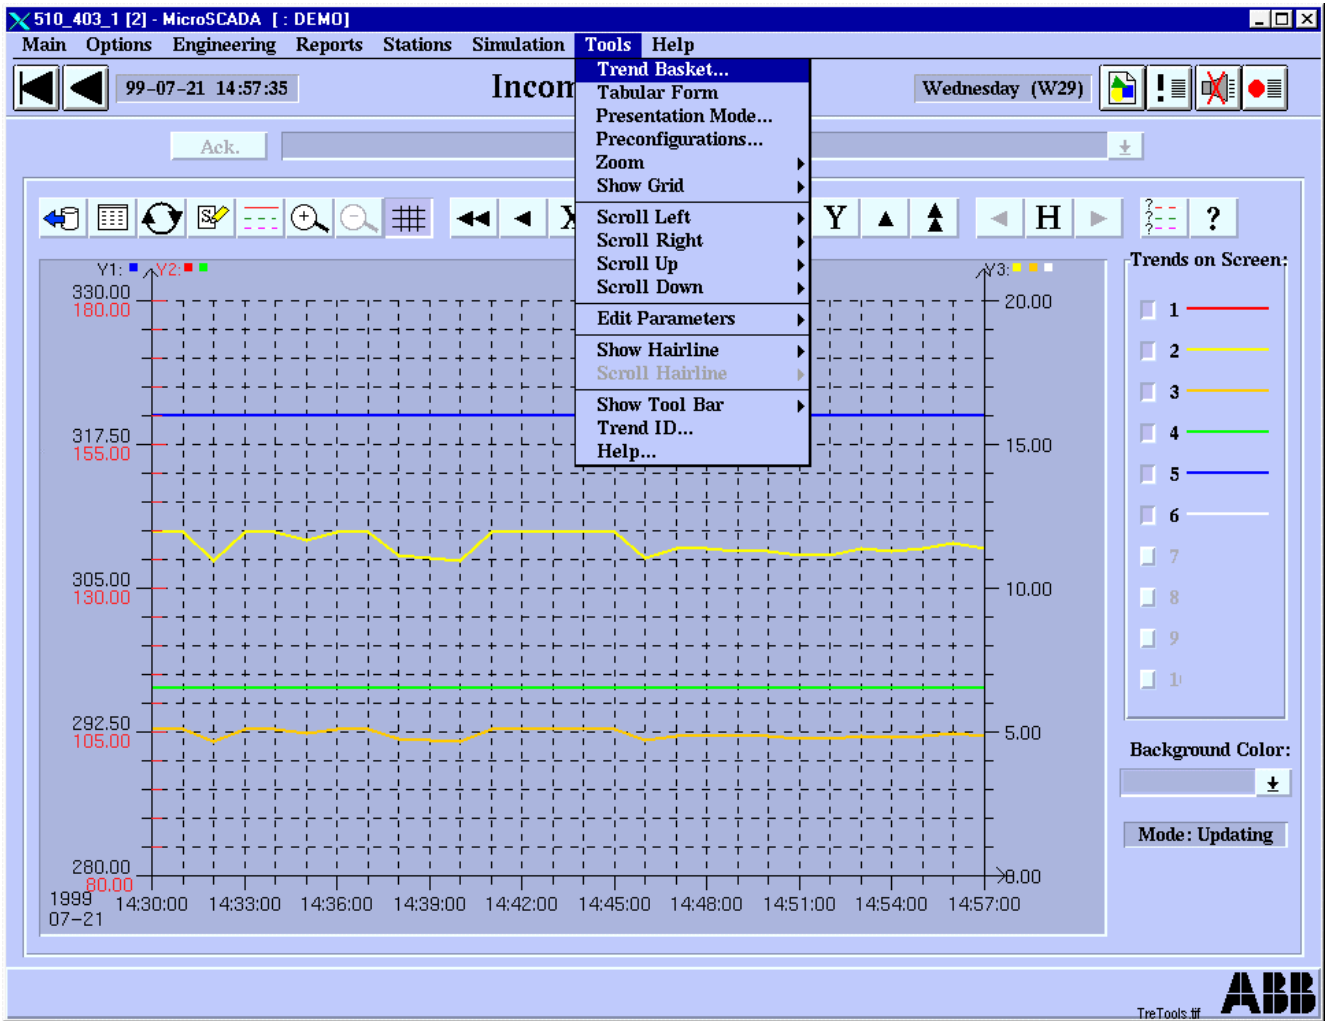 510_403_1 [2] - MicroSCADA [ : DEMO]
Main Options Engineering Reports Stations Simulation Tools Help
99-07-21 14:57:35
Incom
Wednesday (W29)
Trend Basket...
Tabular Form
Presentation Mode...
Preconfigurations...
Zoom
Show Grid
Scroll Left
Scroll Right
Scroll Up
Scroll Down
Edit Parameters
Show Hairline
Scroll Hairline
Show Tool Bar
Trend ID...
Help...
Ack.
Y H ?
Y1: Y2: Y3:
330.00
180.00
20.00
317.50
155.00
15.00
305.00
130.00
10.00
292.50
105.00
5.00
280.00
80.00
0.00
1999
07-21
14:30:00 14:33:00 14:36:00 14:39:00 14:42:00 14:45:00 14:48:00 14:51:00 14:54:00 14:57:00
Trends on Screen:
1
2
3
4
5
6
7
8
9
Background Color:
Mode: Updating
ABB
TreTools.tif